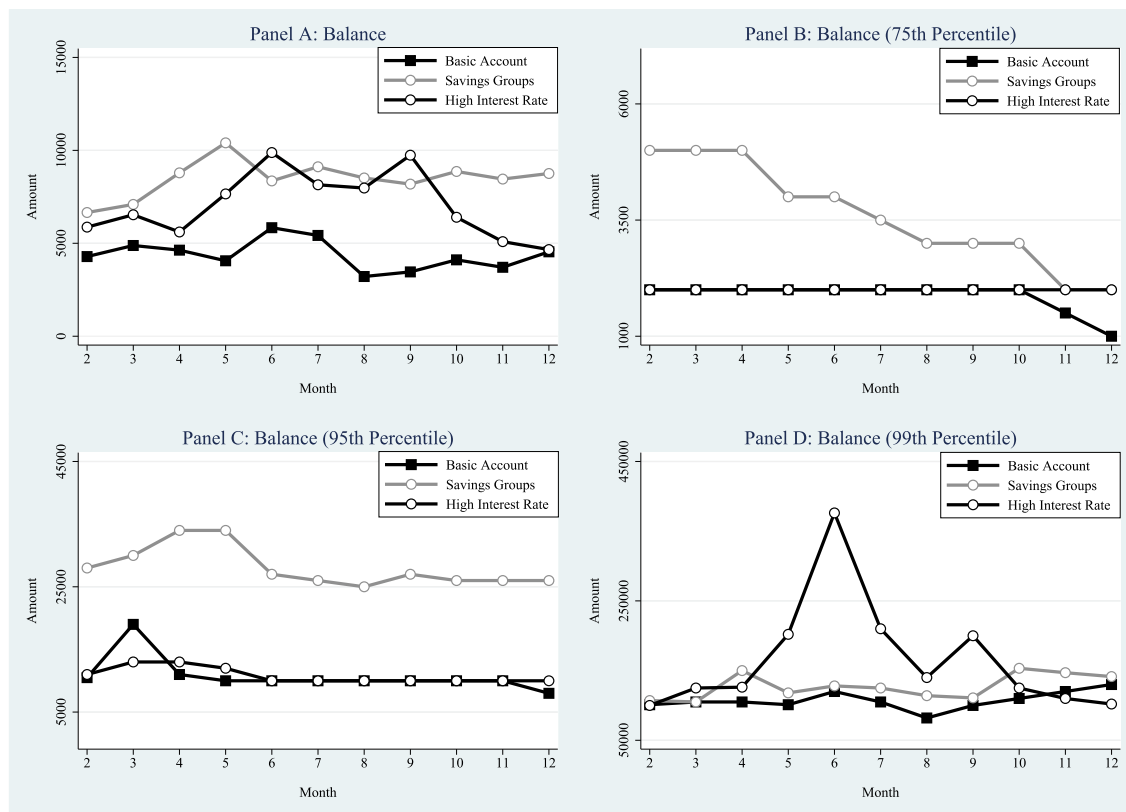 Panel A: Balance
Basic Account
Savings Groups
High Interest Rate
Amount
15000
10000
5000
0
2 3 4 5 6 7 8 9 10 11 12
Month
Panel B: Balance (75th Percentile)
Basic Account
Savings Groups
High Interest Rate
Amount
6000
3500
1000
2 3 4 5 6 7 8 9 10 11 12
Month
Panel C: Balance (95th Percentile)
Basic Account
Savings Groups
High Interest Rate
Amount
45000
25000
5000
2 3 4 5 6 7 8 9 10 11 12
Month
Panel D: Balance (99th Percentile)
Basic Account
Savings Groups
High Interest Rate
Amount
450000
250000
50000
2 3 4 5 6 7 8 9 10 11 12
Month